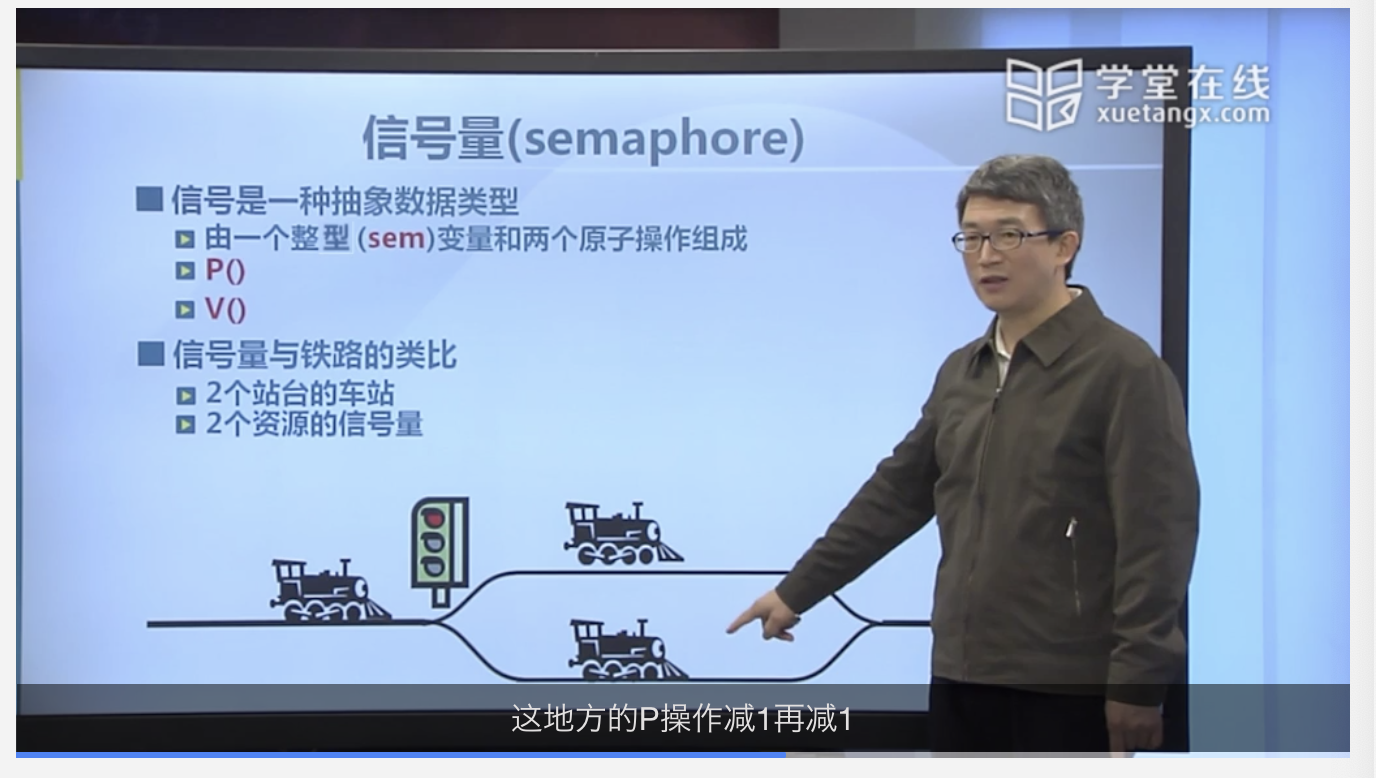 学堂在线
xuetangx.com
信号量(semaphore)
信号是一种抽象数据类型
由一个整型 (sem)变量和两个原子操作组成
P()
V()
信号量与铁路的类比
2个站台的车站
2个资源的信号量
这地方的P操作减1再减1